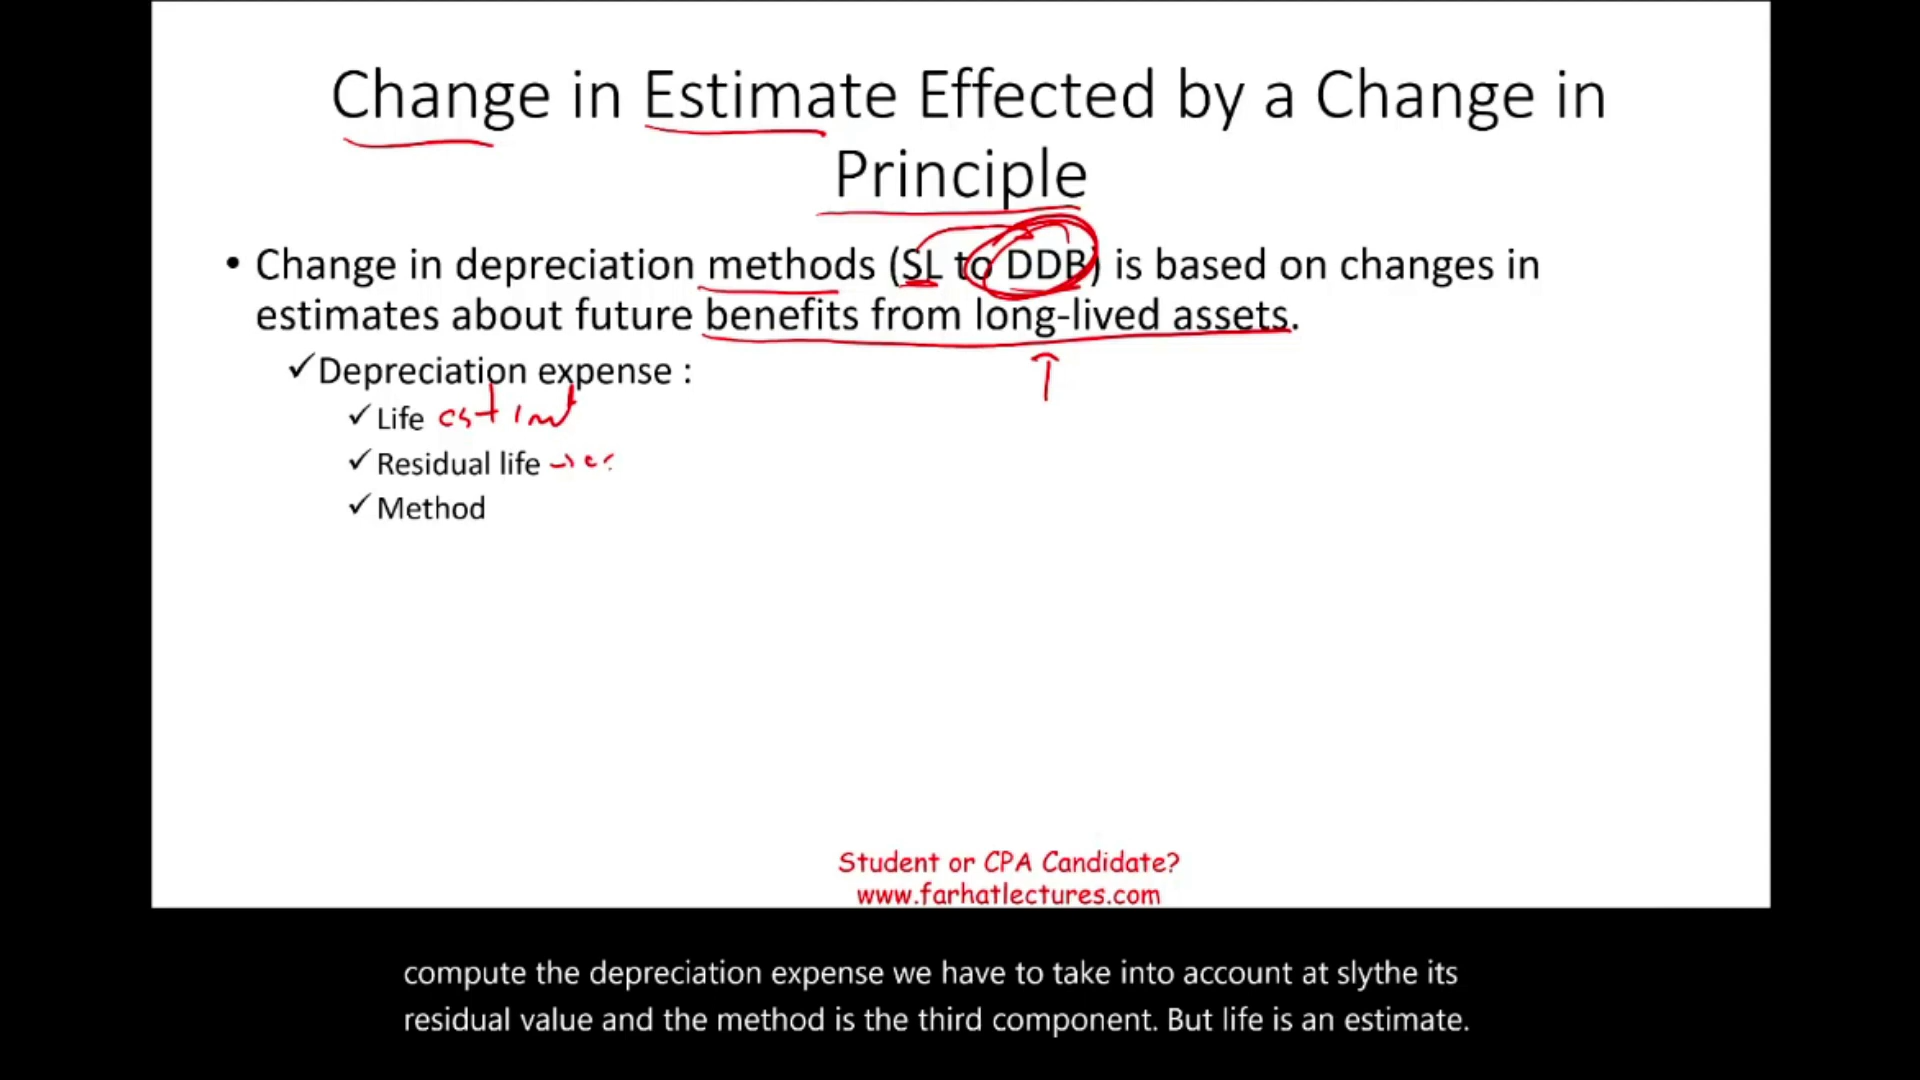 Change in Estimate Effected by a Change in
Principle
• Change in depreciation methods (SL to DDB) is based on changes in
estimates about future benefits from long-lived assets.
✓Depreciation expense :
✓ Life
✓ Residual life
✓ Method
Student or CPA Candidate?
www.farhatlectures.com
compute the depreciation expense we have to take into account at slythe its
residual value and the method is the third component. But life is an estimate.